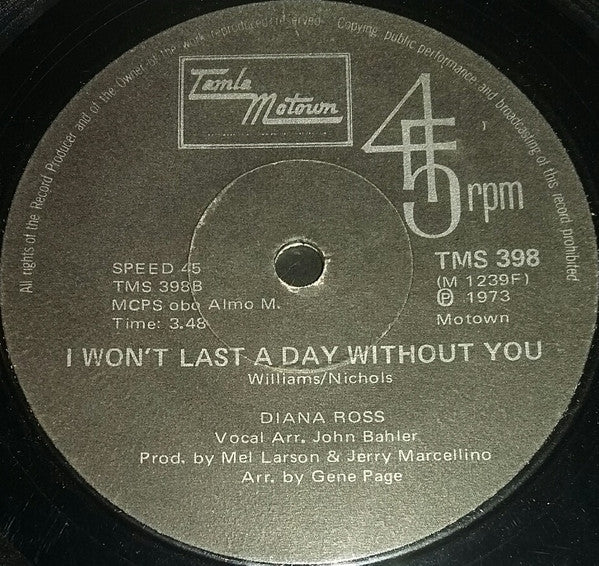 All rights of the Record Producer and of the Owner of the work reproduced reserved. Copying, public performance and broadcasting of this record prohibited
Tamla
Motown
45
rpm
SPEED 45
TMS 398B
MCPS obo Almo M.
Time: 3.48
TMS 398
(M 1239F)
Ⓟ 1973
Motown
I WON'T LAST A DAY WITHOUT YOU
Williams/Nichols
DIANA ROSS
Vocal Arr. John Bahler
Prod. by Mel Larson & Jerry Marcellino
Arr. by Gene Page